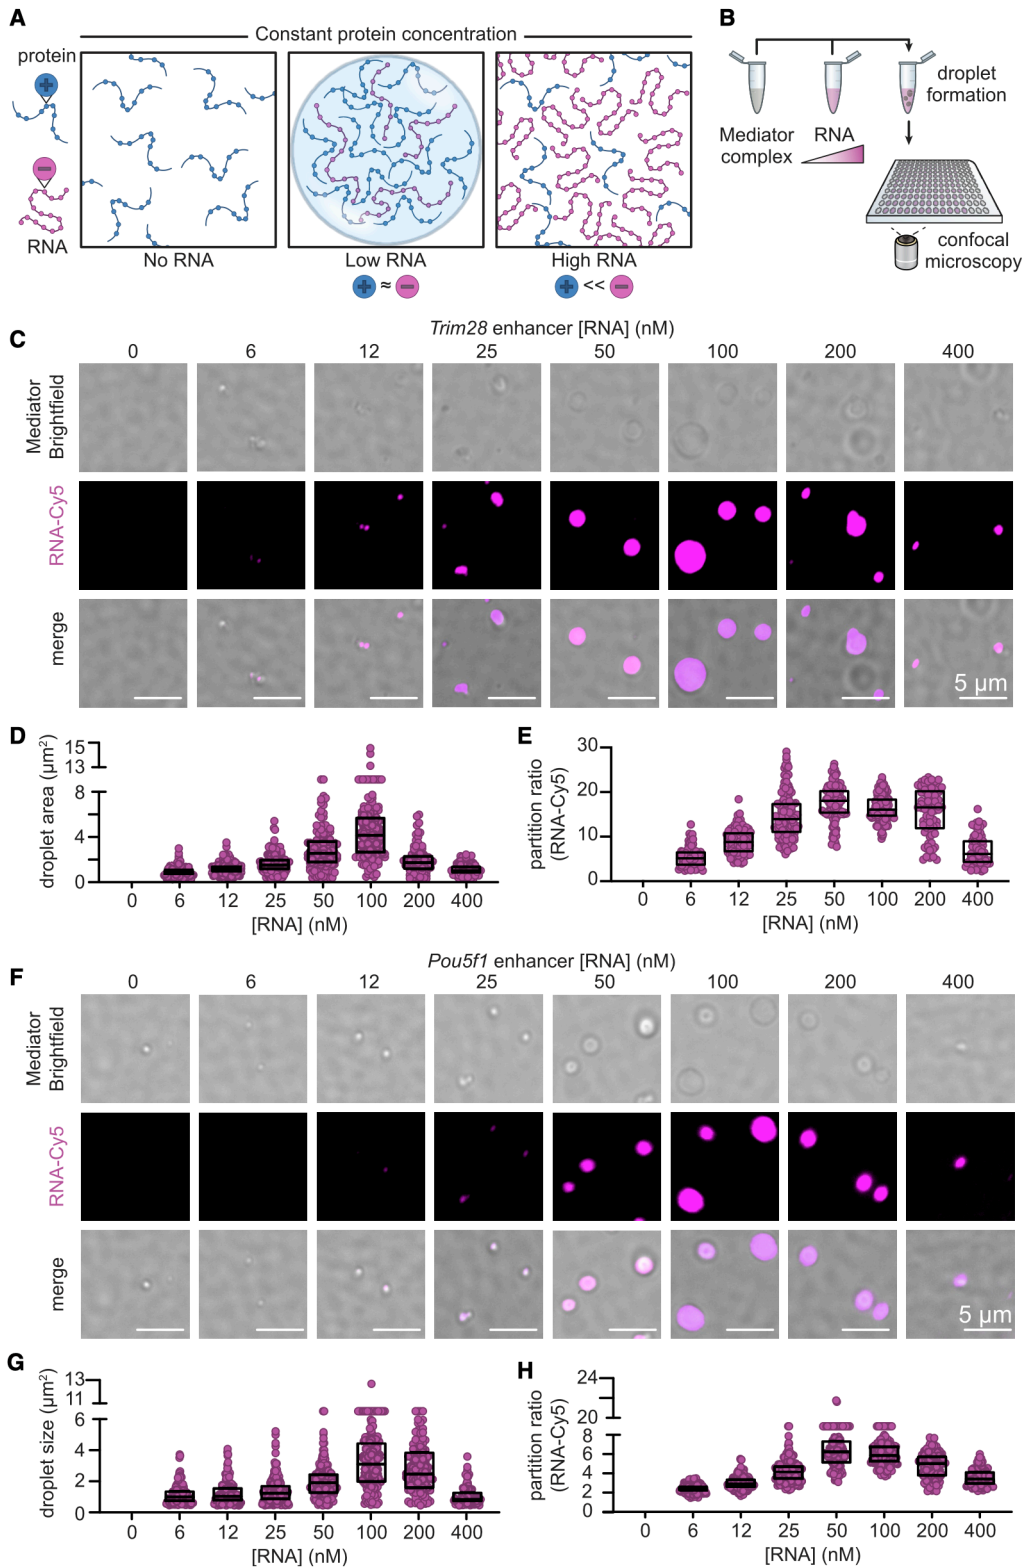 A
Constant protein concentration
protein
+
−
RNA
No RNA
Low RNA
+ ≈ −
High RNA
+ << −
B
Mediator
complex
RNA
droplet
formation
confocal
microscopy
C
Trim28 enhancer [RNA] (nM)
0 6 12 25 50 100 200 400
Mediator
Brightfield
RNA-Cy5
merge
5 μm
D
droplet area (μm²)
15
13
8
4
0
0 6 12 25 50 100 200 400
[RNA] (nM)
E
partition ratio
(RNA-Cy5)
30
20
10
0
0 6 12 25 50 100 200 400
[RNA] (nM)
F
Pou5f1 enhancer [RNA] (nM)
0 6 12 25 50 100 200 400
Mediator
Brightfield
RNA-Cy5
merge
5 μm
G
droplet size (μm²)
13
11
6
4
2
0
0 6 12 25 50 100 200 400
[RNA] (nM)
H
partition ratio
(RNA-Cy5)
24
20
8
6
4
2
0
0 6 12 25 50 100 200 400
[RNA] (nM)